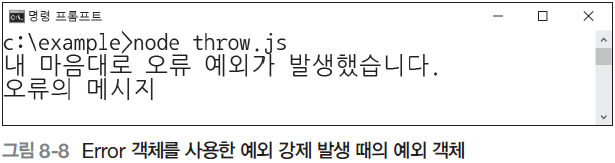 명령 프롬프트
c:\example>node throw.js
내 마음대로 오류 예외가 발생했습니다.
오류의 메시지
그림 8-8 Error 객체를 사용한 예외 강제 발생 때의 예외 객체